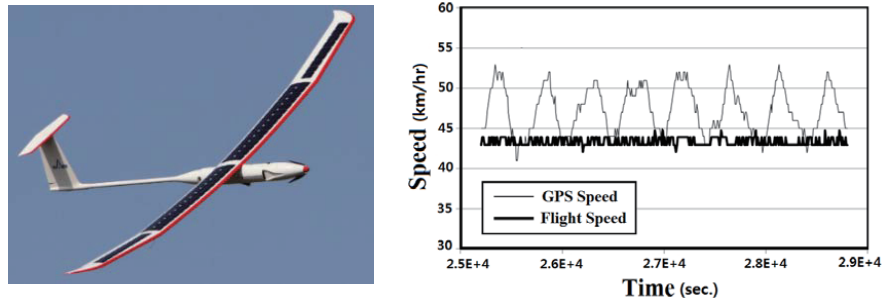 60
55
50
45
40
35
30
Speed (km/hr)
GPS Speed
Flight Speed
2.5E+4 2.6E+4 2.7E+4 2.8E+4 2.9E+4
Time (sec.)